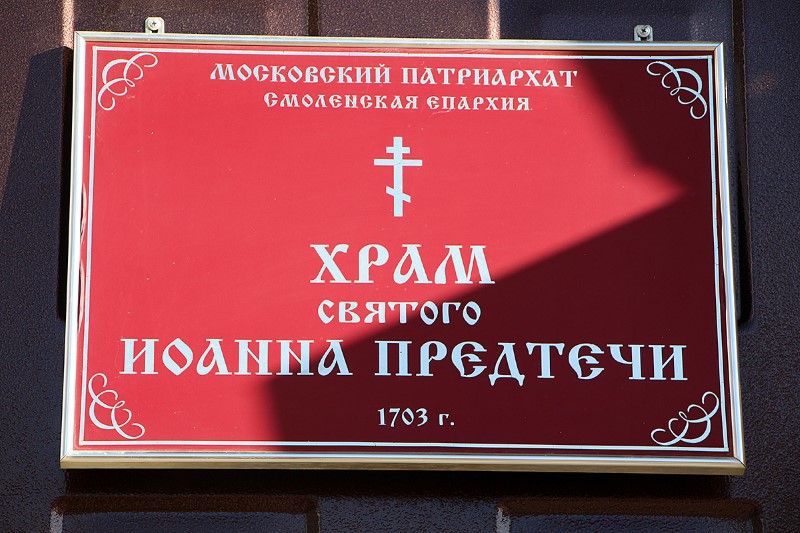 МОСКОВСКИЙ ПАТРИАРХАТ
СМОЛЕНСКАЯ ЕПАРХИЯ
ХРАМ
СВЯТОГО
ИОАННА ПРЕДТЕЧИ
1703 г.